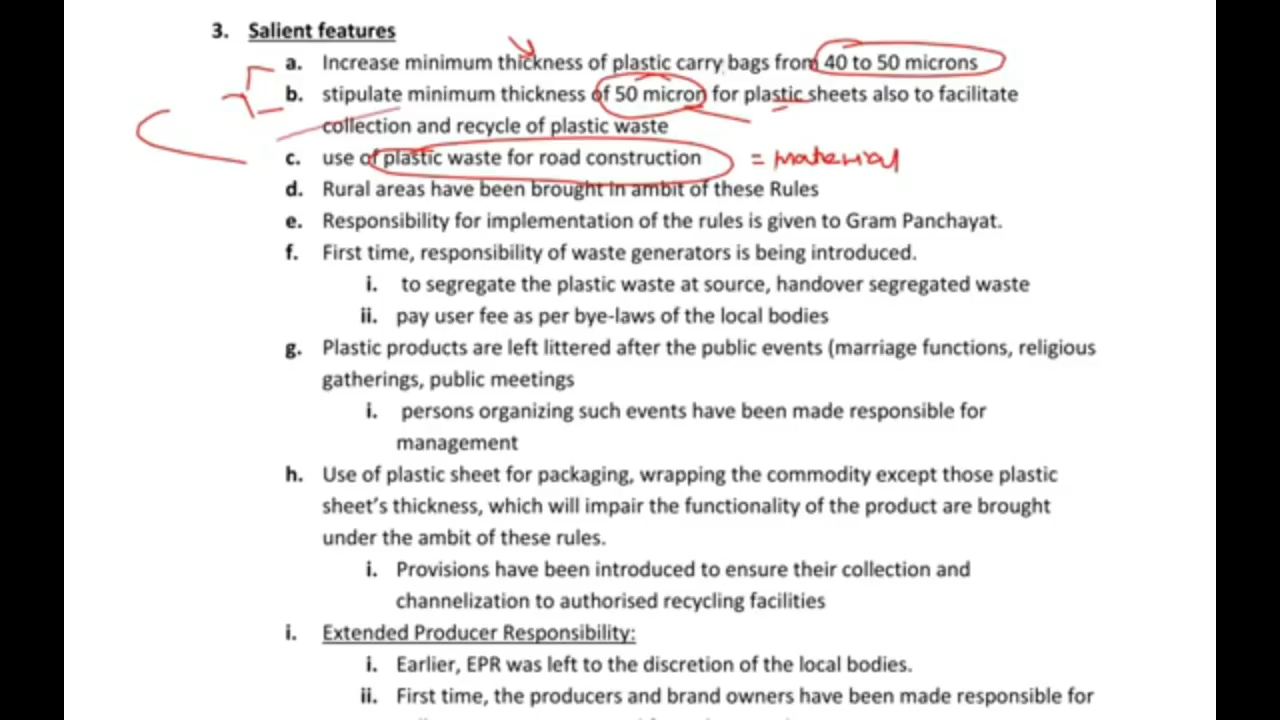 3. Salient features
a. Increase minimum thickness of plastic carry bags from 40 to 50 microns
b. stipulate minimum thickness of 50 micron for plastic sheets also to facilitate
collection and recycle of plastic waste
c. use of plastic waste for road construction = material
d. Rural areas have been brought in ambit of these Rules
e. Responsibility for implementation of the rules is given to Gram Panchayat.
f. First time, responsibility of waste generators is being introduced.
i. to segregate the plastic waste at source, handover segregated waste
ii. pay user fee as per bye-laws of the local bodies
g. Plastic products are left littered after the public events (marriage functions, religious
gatherings, public meetings
i. persons organizing such events have been made responsible for
management
h. Use of plastic sheet for packaging, wrapping the commodity except those plastic
sheet's thickness, which will impair the functionality of the product are brought
under the ambit of these rules.
i. Provisions have been introduced to ensure their collection and
channelization to authorised recycling facilities
i. Extended Producer Responsibility:
i. Earlier, EPR was left to the discretion of the local bodies.
ii. First time, the producers and brand owners have been made responsible for